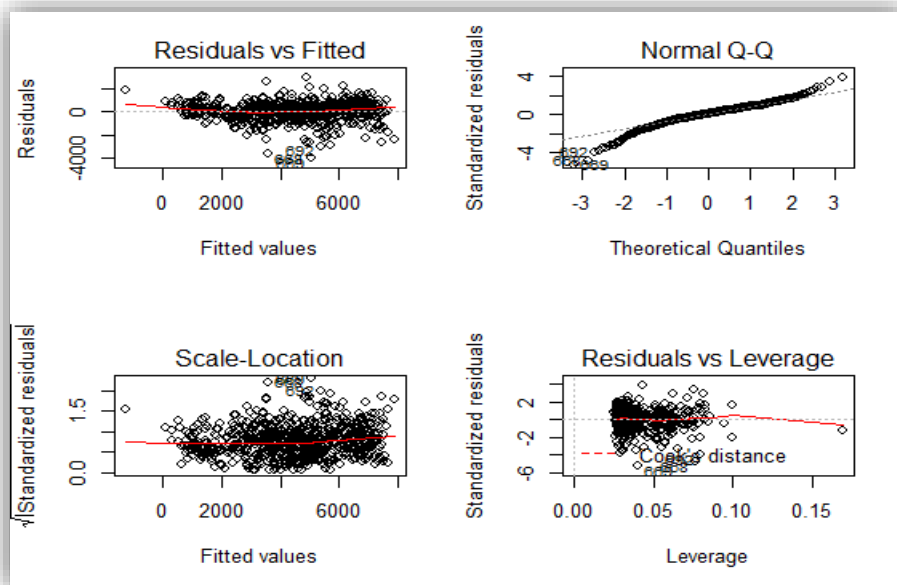 Residuals vs Fitted
Residuals
-4000
0
0
2000
6000
Fitted values
692
Normal Q-Q
Standardized residuals
-4
0
4
692
-3
-2
-1
0
1
2
3
Theoretical Quantiles
Scale-Location
√|Standardized residuals|
0.0
1.5
0
2000
6000
Fitted values
Residuals vs Leverage
Standardized residuals
-6
-2
2
Cook's distance
0.00
0.05
0.10
0.15
Leverage